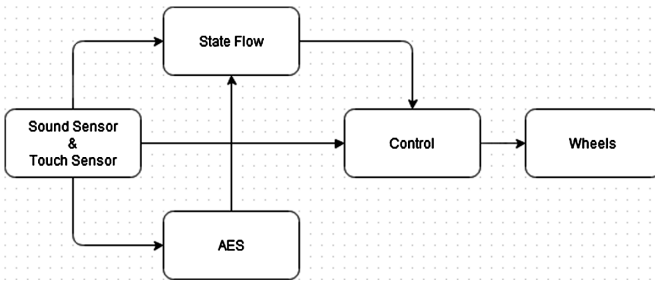 State Flow
Sound Sensor
&
Touch Sensor
Control
Wheels
AES